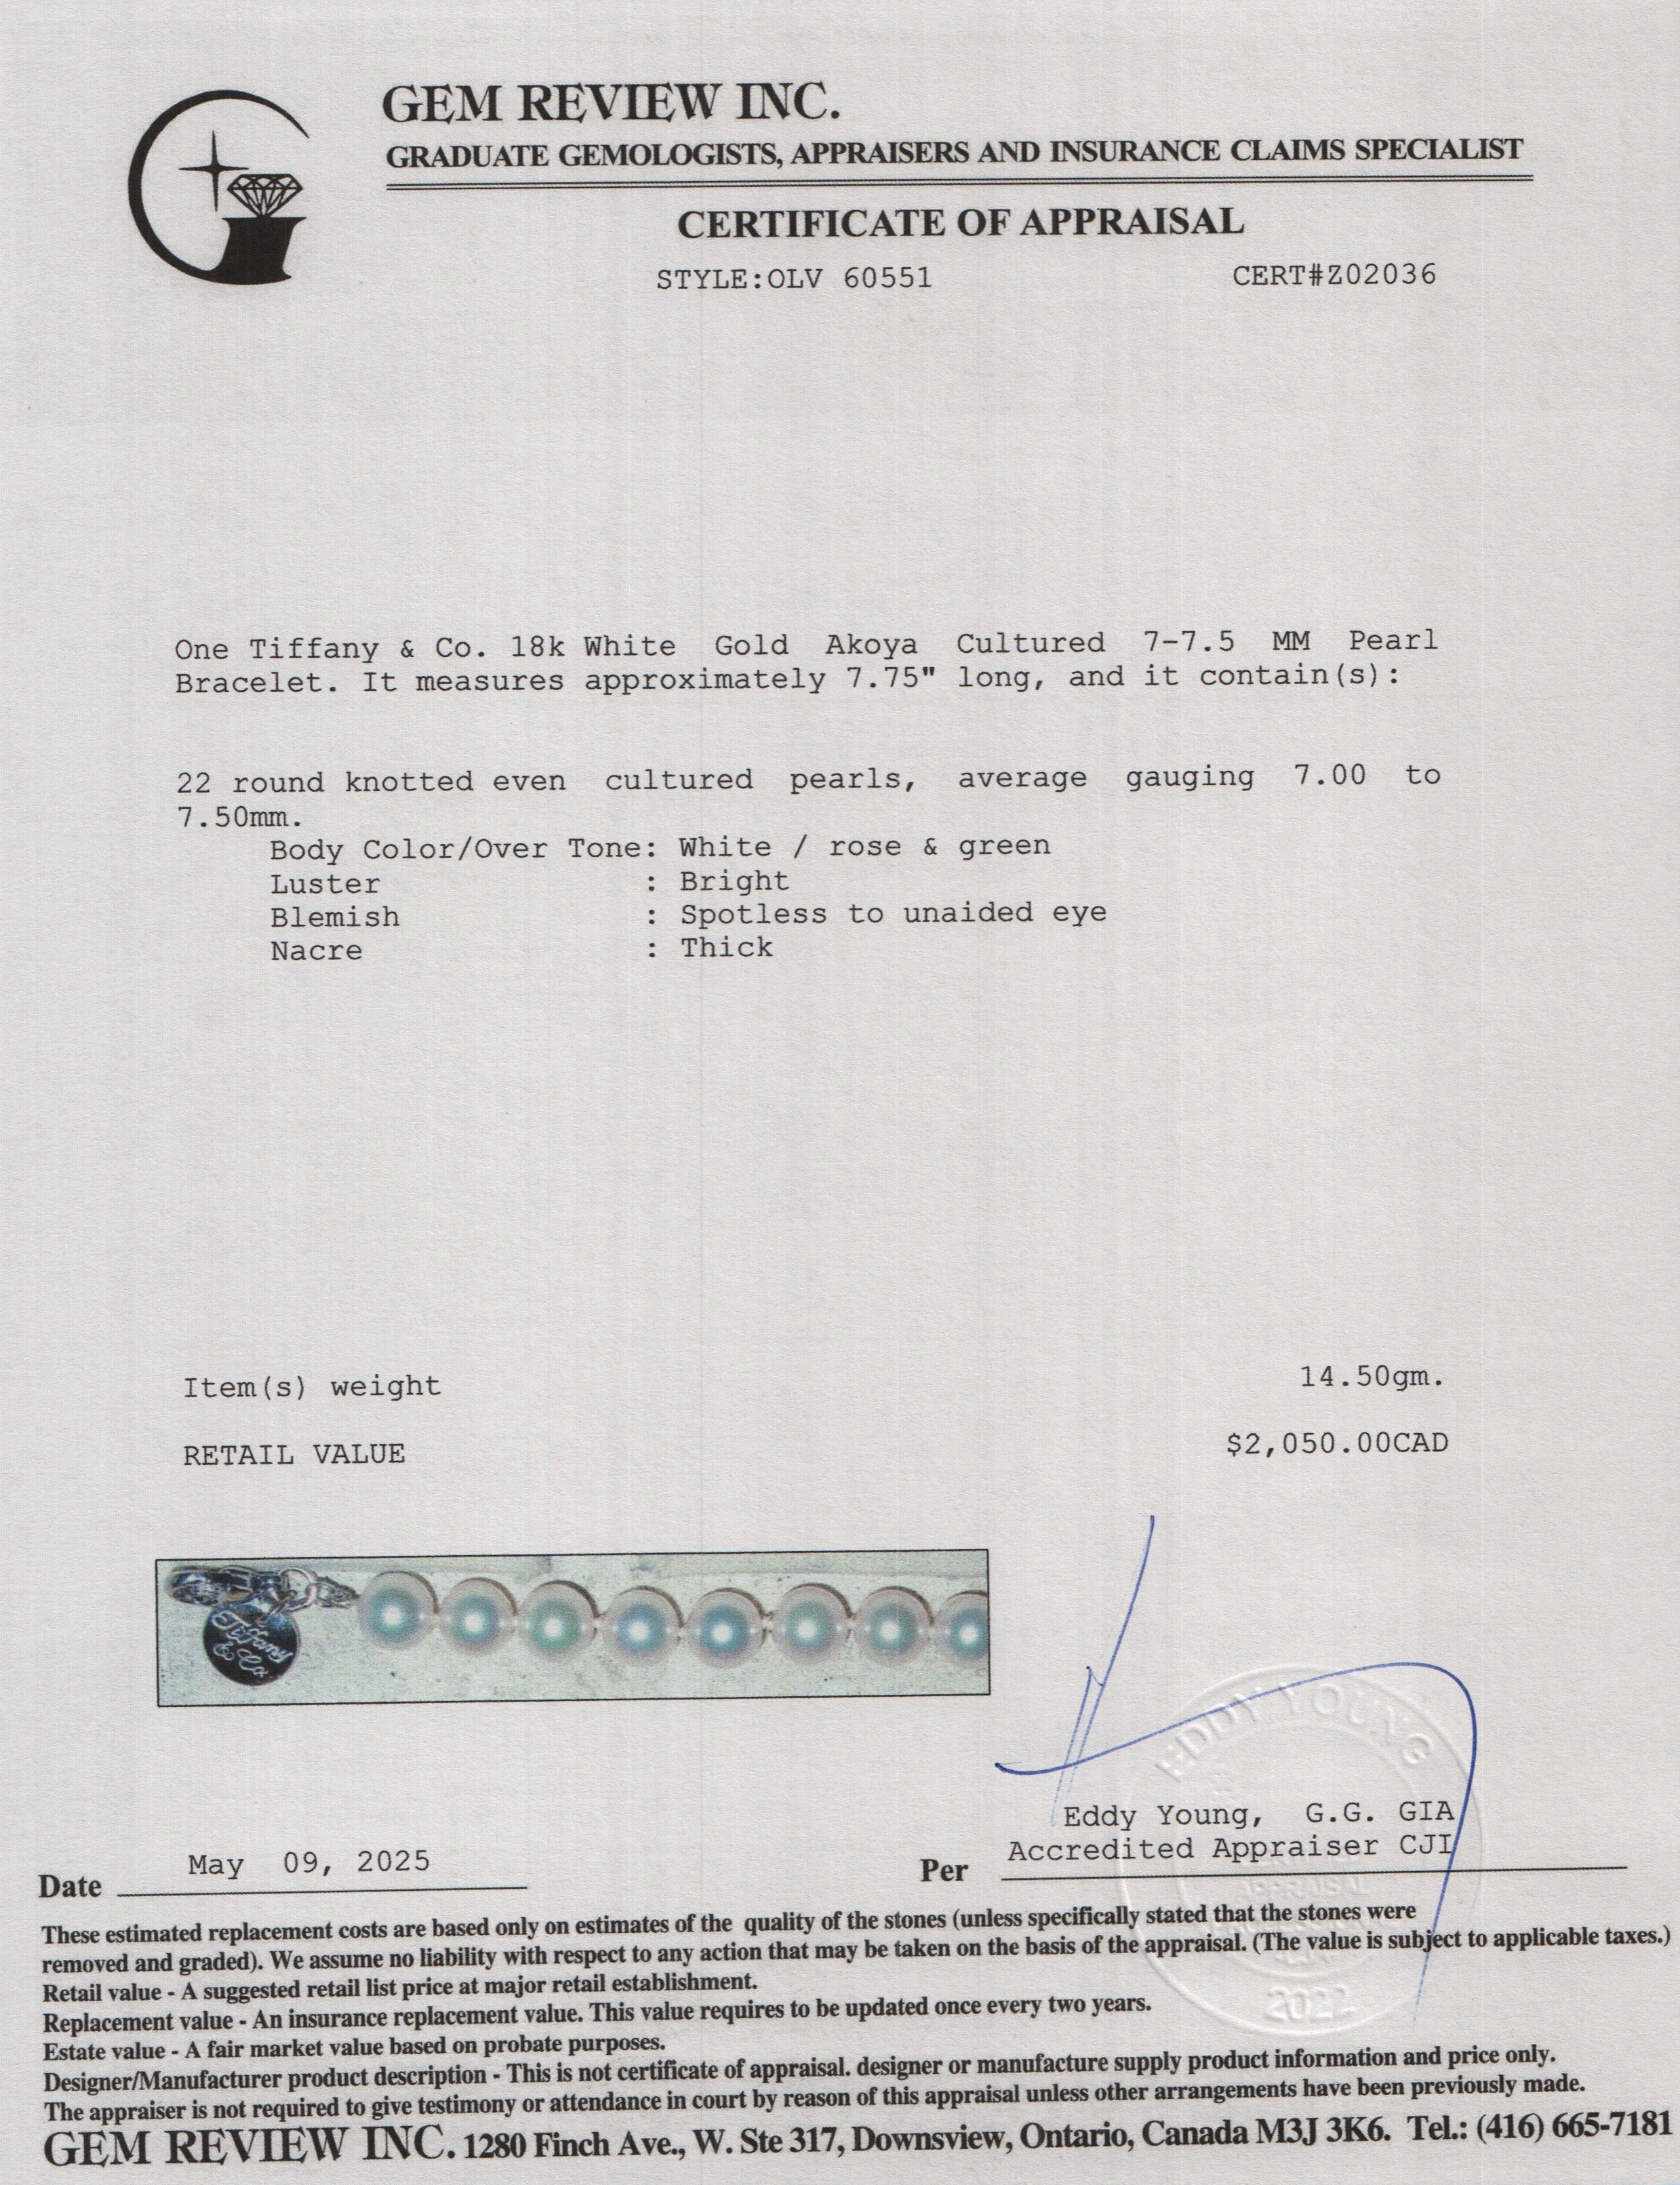 GEM REVIEW INC.
GRADUATE GEMOLOGISTS, APPRAISERS AND INSURANCE CLAIMS SPECIALIST
CERTIFICATE OF APPRAISAL
STYLE:OLV 60551 CERT#Z02036
One Tiffany & Co. 18k White Gold Akoya Cultured 7-7.5 MM Pearl
Bracelet. It measures approximately 7.75" long, and it contain(s):
22 round knotted even cultured pearls, average gauging 7.00 to
7.50mm.
Body Color/Over Tone: White / rose & green
Luster : Bright
Blemish : Spotless to unaided eye
Nacre : Thick
Item(s) weight 14.50gm.
RETAIL VALUE $2,050.00CAD
Tiffany
& Co.
EDDY YOUNG
Eddy Young, G.G. GIA
Accredited Appraiser CJI
Date May 09, 2025 Per
APPRAISAL
2022
These estimated replacement costs are based only on estimates of the quality of the stones (unless specifically stated that the stones were
removed and graded). We assume no liability with respect to any action that may be taken on the basis of the appraisal. (The value is subject to applicable taxes.)
Retail value - A suggested retail list price at major retail establishment.
Replacement value - An insurance replacement value. This value requires to be updated once every two years.
Estate value - A fair market value based on probate purposes.
Designer/Manufacturer product description - This is not certificate of appraisal. designer or manufacture supply product information and price only.
The appraiser is not required to give testimony or attendance in court by reason of this appraisal unless other arrangements have been previously made.
GEM REVIEW INC. 1280 Finch Ave., W. Ste 317, Downsview, Ontario, Canada M3J 3K6. Tel.: (416) 665-7181